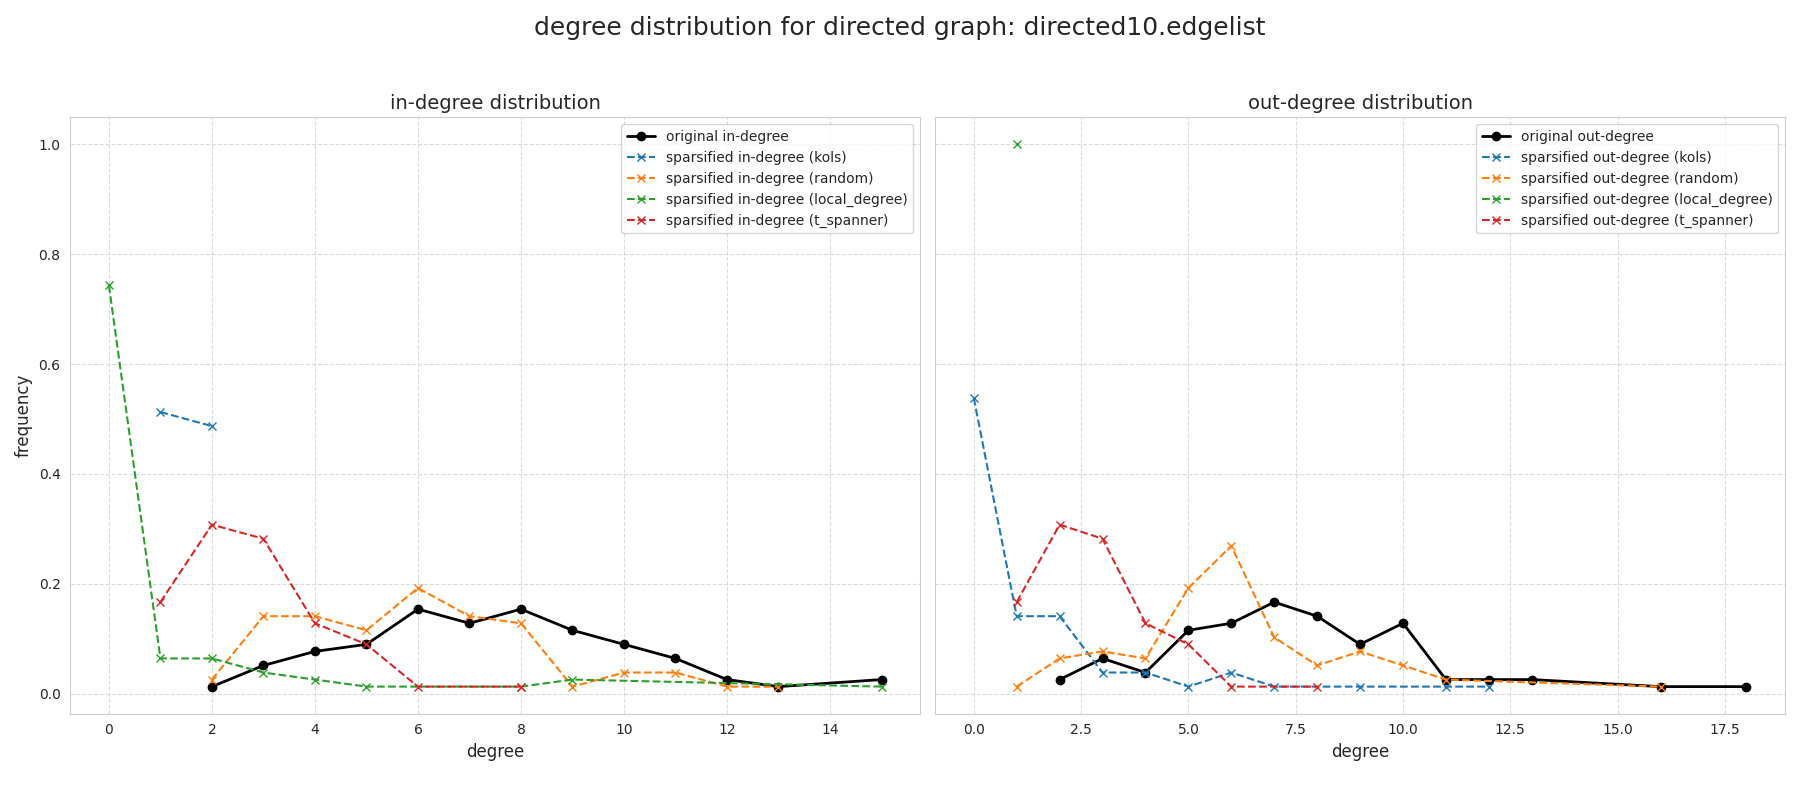 degree distribution for directed graph: directed10.edgelist
in-degree distribution
original in-degree
sparsified in-degree (kols)
sparsified in-degree (random)
sparsified in-degree (local_degree)
sparsified in-degree (t_spanner)
frequency
1.0
0.8
0.6
0.4
0.2
0.0
0 2 4 6 8 10 12 14
degree
out-degree distribution
original out-degree
sparsified out-degree (kols)
sparsified out-degree (random)
sparsified out-degree (local_degree)
sparsified out-degree (t_spanner)
0.0 2.5 5.0 7.5 10.0 12.5 15.0 17.5
degree